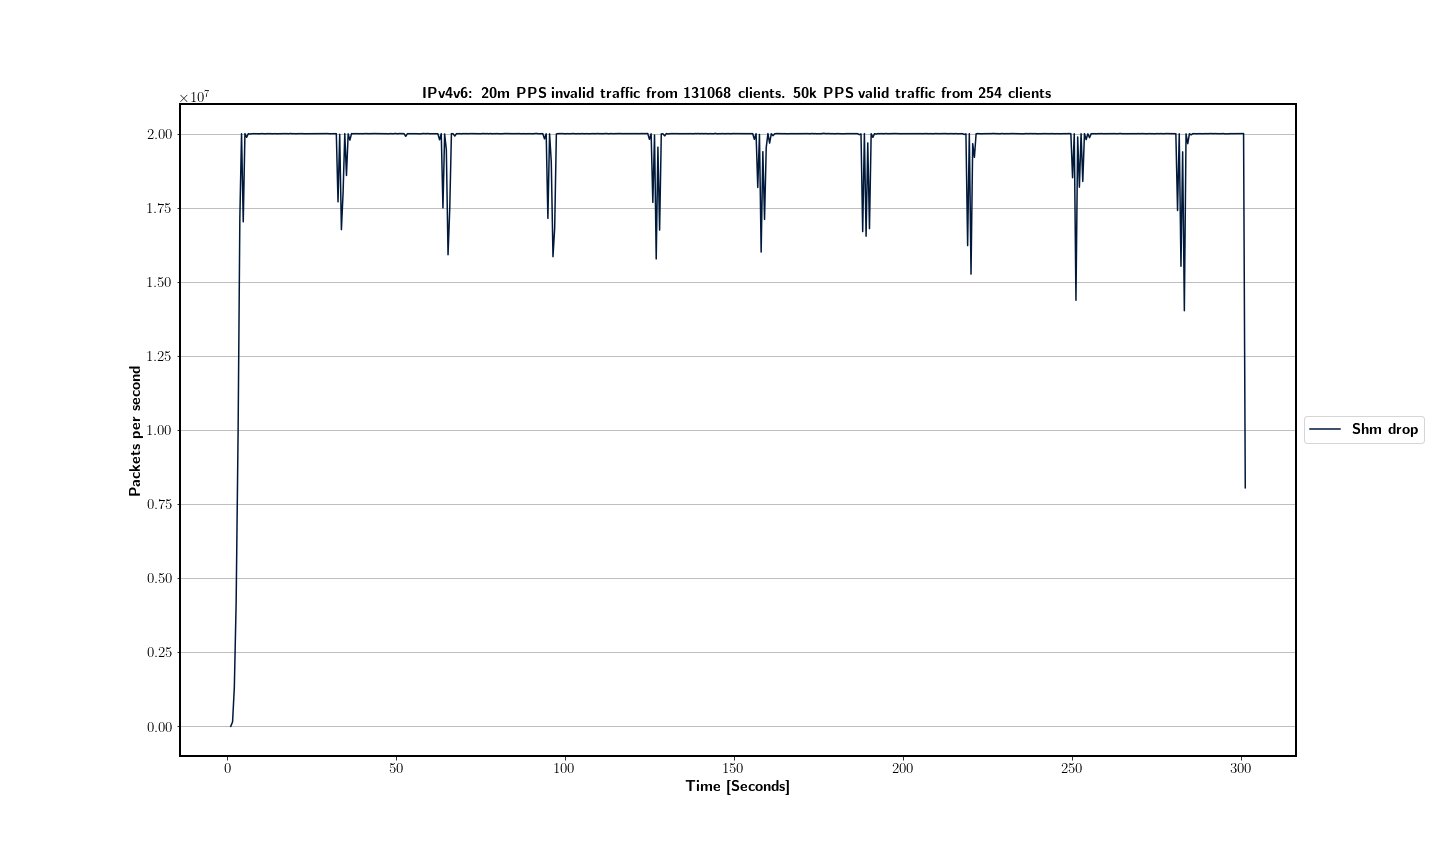 IPv4v6: 20m PPS invalid traffic from 131068 clients. 50k PPS valid traffic from 254 clients
×10⁷
2.00
1.75
1.50
1.25
1.00
0.75
0.50
0.25
0.00
Packets per second
0 50 100 150 200 250 300
Time [Seconds]
Shm drop